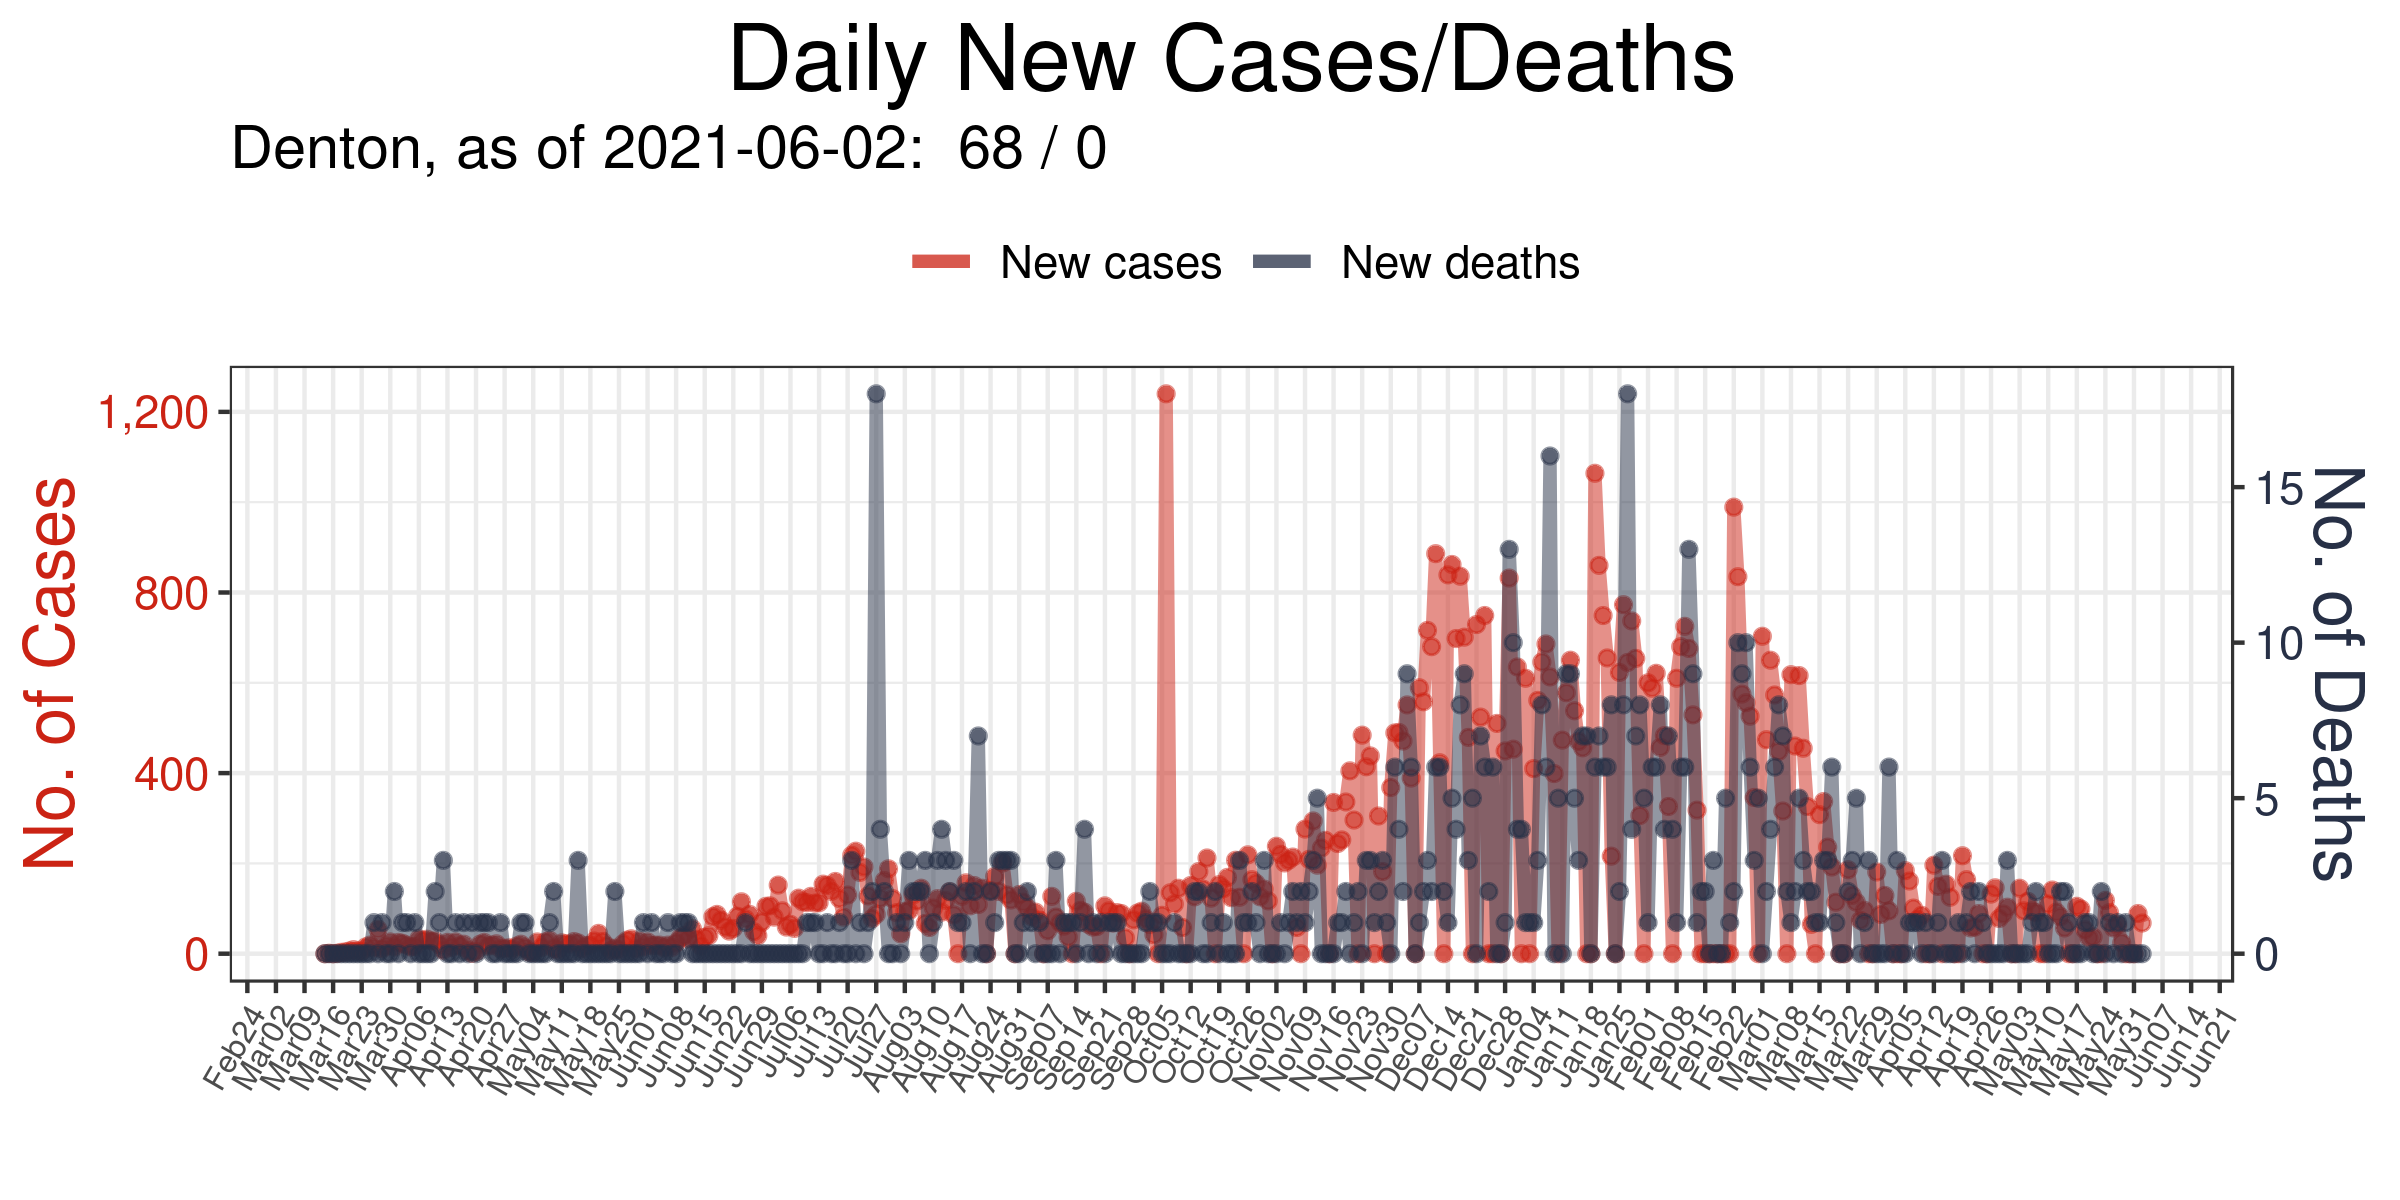 Daily New Cases/Deaths
Denton, as of 2021-06-02:  68 / 0
New cases
New deaths
No. of Cases
1,200
800
400
0
No. of Deaths
15
10
5
0
Feb24
Mar02
Mar09
Mar16
Mar23
Mar30
Apr06
Apr13
Apr20
Apr27
May04
May11
May18
May25
Jun01
Jun08
Jun15
Jun22
Jun29
Jul06
Jul13
Jul20
Jul27
Aug03
Aug10
Aug17
Aug24
Aug31
Sep07
Sep14
Sep21
Sep28
Oct05
Oct12
Oct19
Oct26
Nov02
Nov09
Nov16
Nov23
Nov30
Dec07
Dec14
Dec21
Dec28
Jan04
Jan11
Jan18
Jan25
Feb01
Feb08
Feb15
Feb22
Mar01
Mar08
Mar15
Mar22
Mar29
Apr05
Apr12
Apr19
Apr26
May03
May10
May17
May24
May31
Jun07
Jun14
Jun21